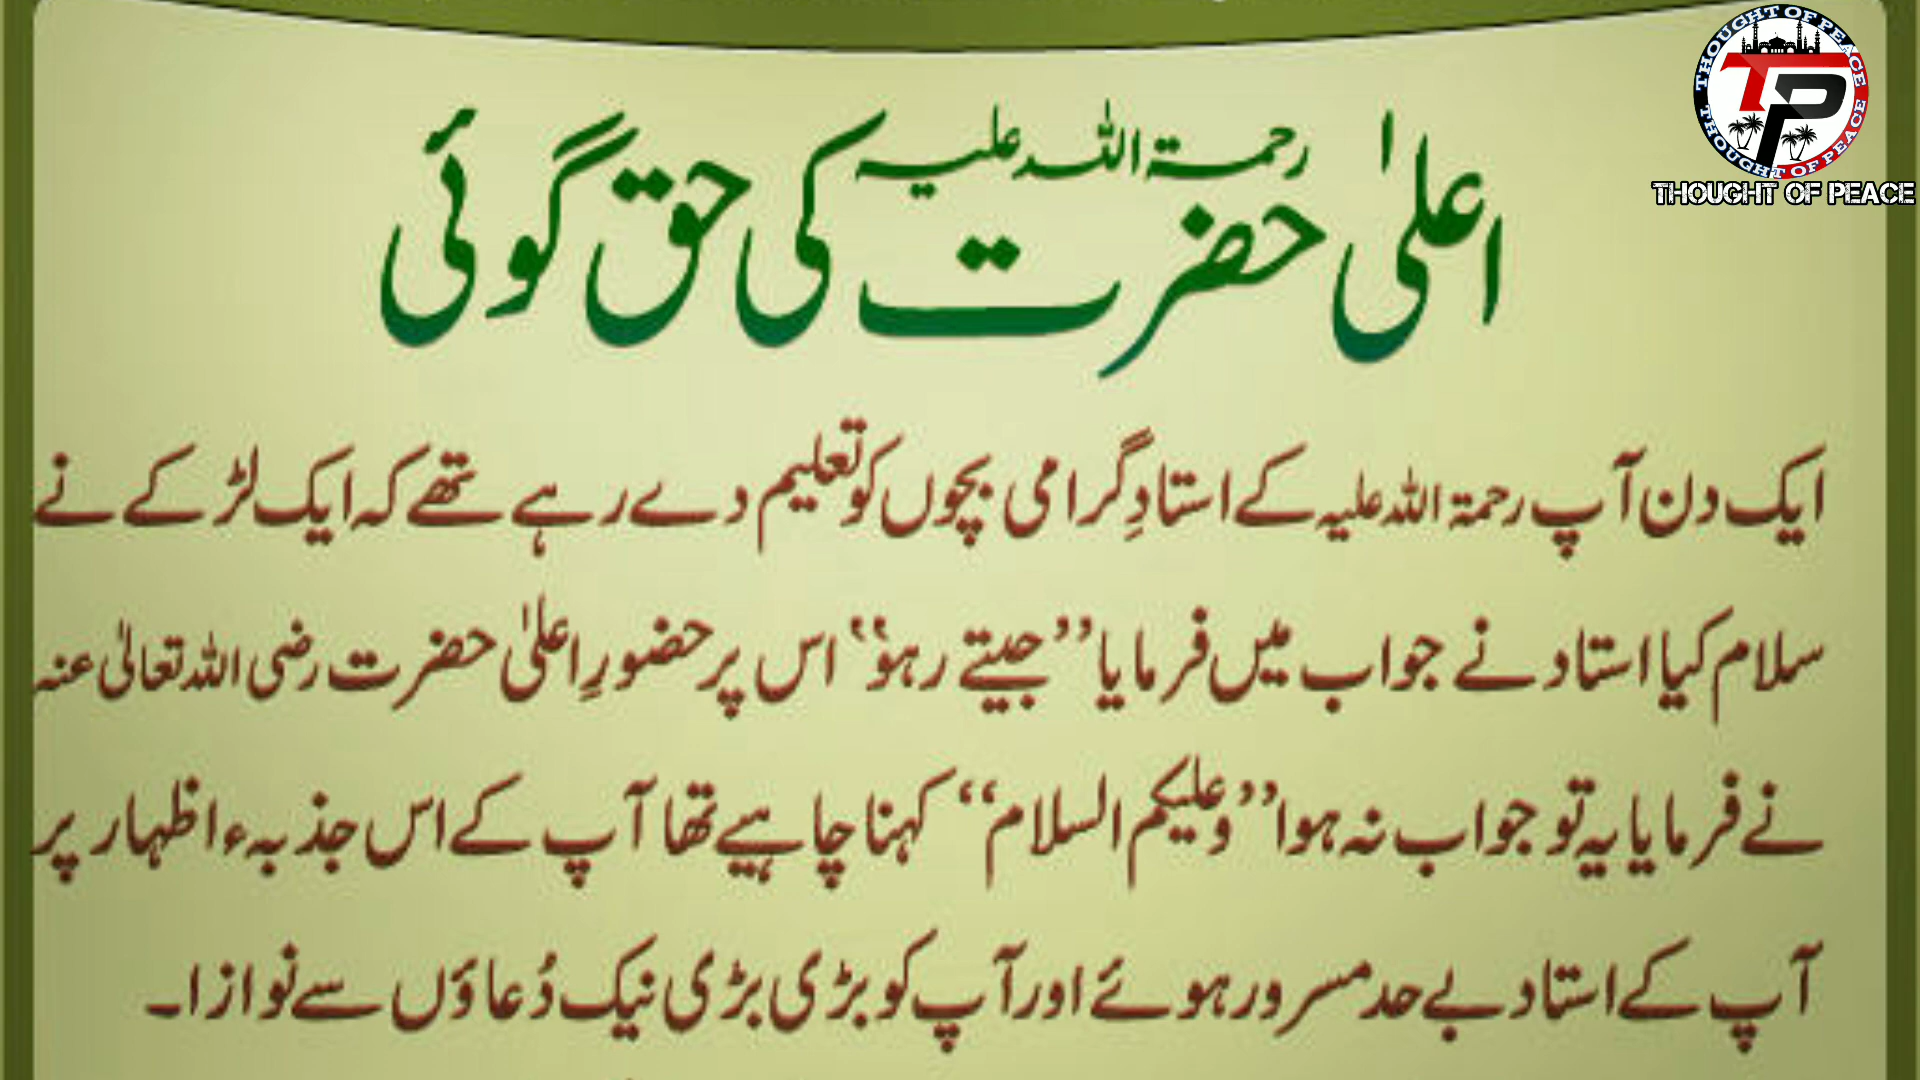 THOUGHT OF PEACE
THOUGHT OF PEACE
TP
THOUGHT OF PEACE
اعلیٰ حضرت رحمۃ اللہ علیہ کی حق گوئی
ایک دن آپ رحمۃ اللہ علیہ کے استادِ گرامی بچوں کو تعلیم دے رہے تھے کہ ایک لڑکے نے
سلام کیا استاد نے جواب میں فرمایا ’’جیتے رہو‘‘ اس پر حضورِ اعلیٰ حضرت رضی اللہ تعالیٰ عنہ
نے فرمایا یہ تو جواب نہ ہوا ’’وعلیکم السلام‘‘ کہنا چاہیے تھا آپ کے اس جذبہء اظہار پر
آپ کے استاد بے حد مسرور ہوئے اور آپ کو بڑی بڑی نیک دُعاؤں سے نوازا۔